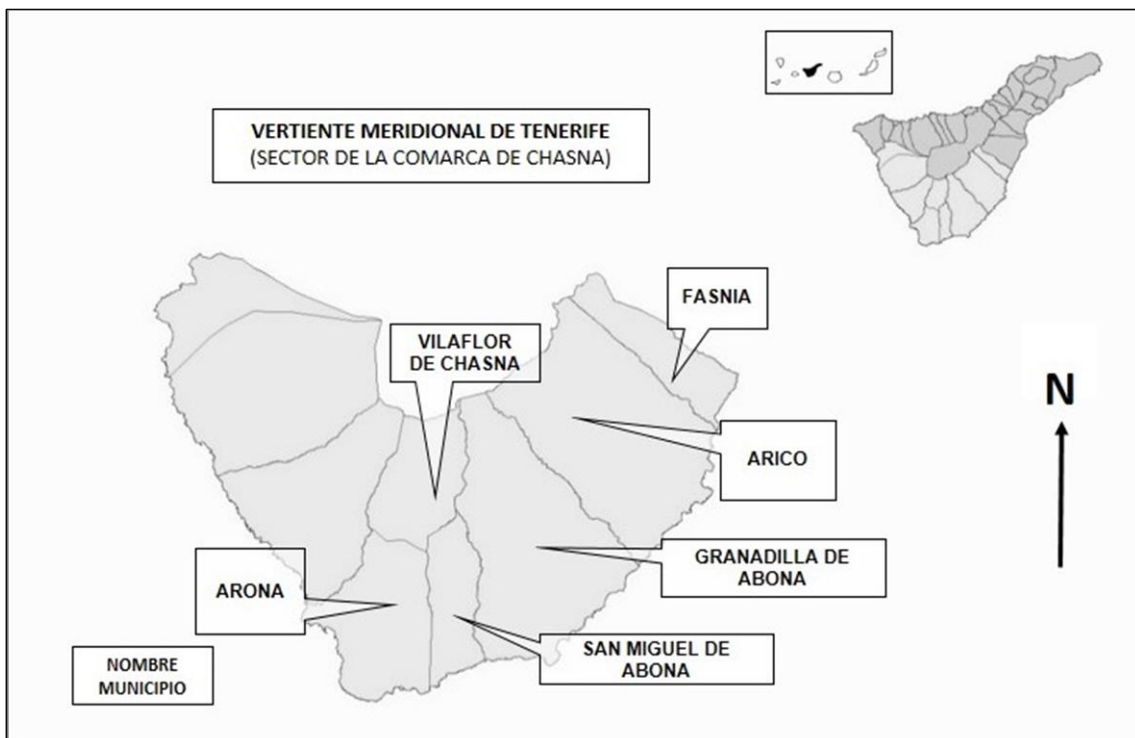 VERTIENTE MERIDIONAL DE TENERIFE
(SECTOR DE LA COMARCA DE CHASNA)
FASNIA
VILAFLOR
DE CHASNA
N
ARICO
GRANADILLA DE
ABONA
ARONA
SAN MIGUEL DE
ABONA
NOMBRE
MUNICIPIO